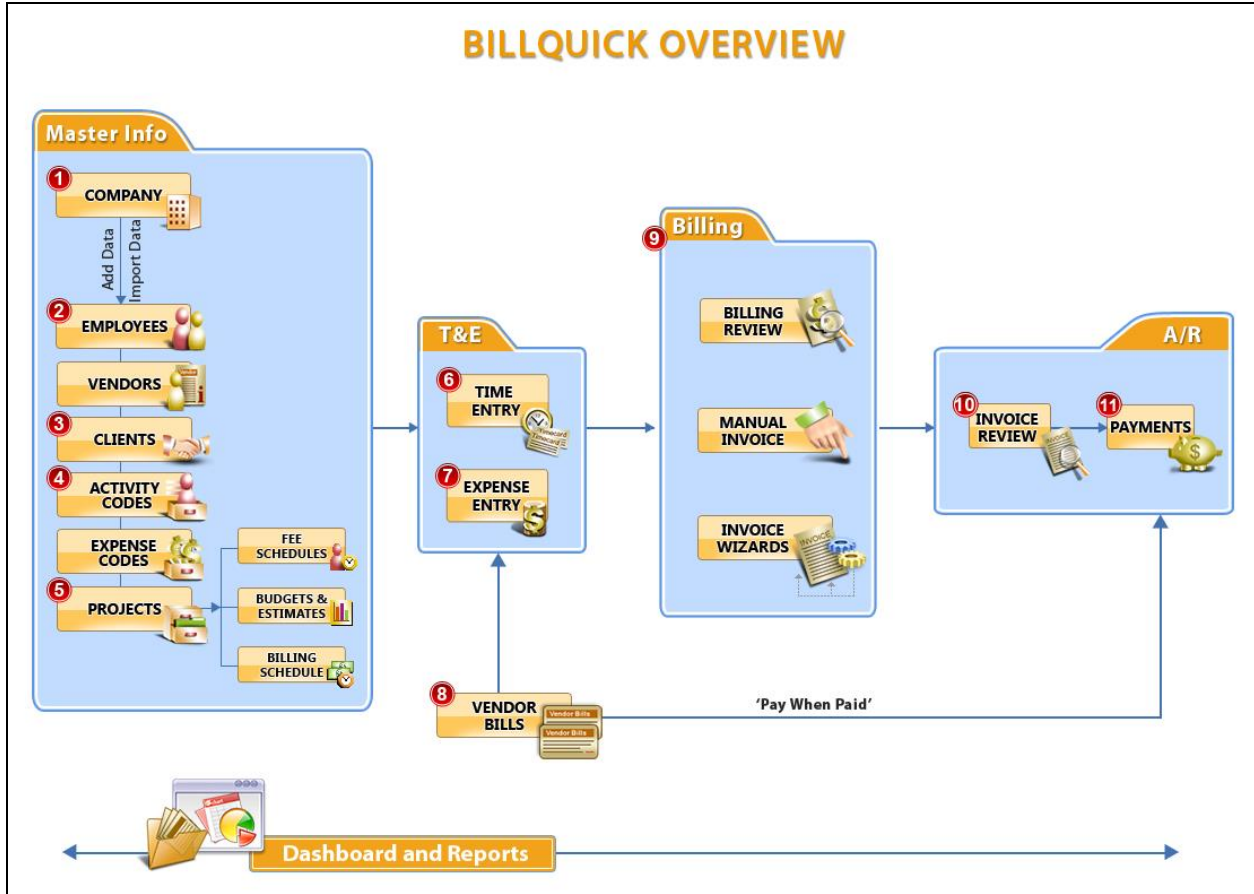 BILLQUICK OVERVIEW
Master Info
1
COMPANY
Add Data
Import Data
2
EMPLOYEES
VENDORS
3
CLIENTS
4
ACTIVITY
CODES
EXPENSE
CODES
5
PROJECTS
FEE
SCHEDULES
BUDGETS &
ESTIMATES
BILLING
SCHEDULE
T&E
6
TIME
ENTRY
Timecard
Timecard
7
EXPENSE
ENTRY
8
VENDOR
BILLS
Vendor Bills
Vendor Bills
'Pay When Paid'
9
Billing
BILLING
REVIEW
MANUAL
INVOICE
INVOICE
WIZARDS
INVOICE
A/R
10
INVOICE
REVIEW
INVOICE
11
PAYMENTS
Dashboard and Reports